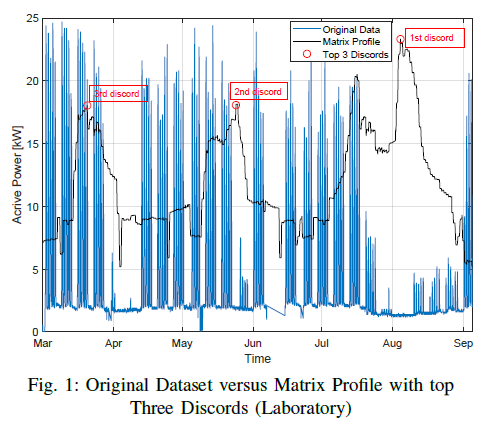 25
20
15
10
5
0
Acrive Power [kW]
Original Data
Matrix Profile
Top 3 Discords
1st discord
2nd discord
3rd discord
Mar Apr May Jun Jul Aug Sep
Time
Fig. 1: Original Dataset versus Matrix Profile with top
Three Discords (Laboratory)